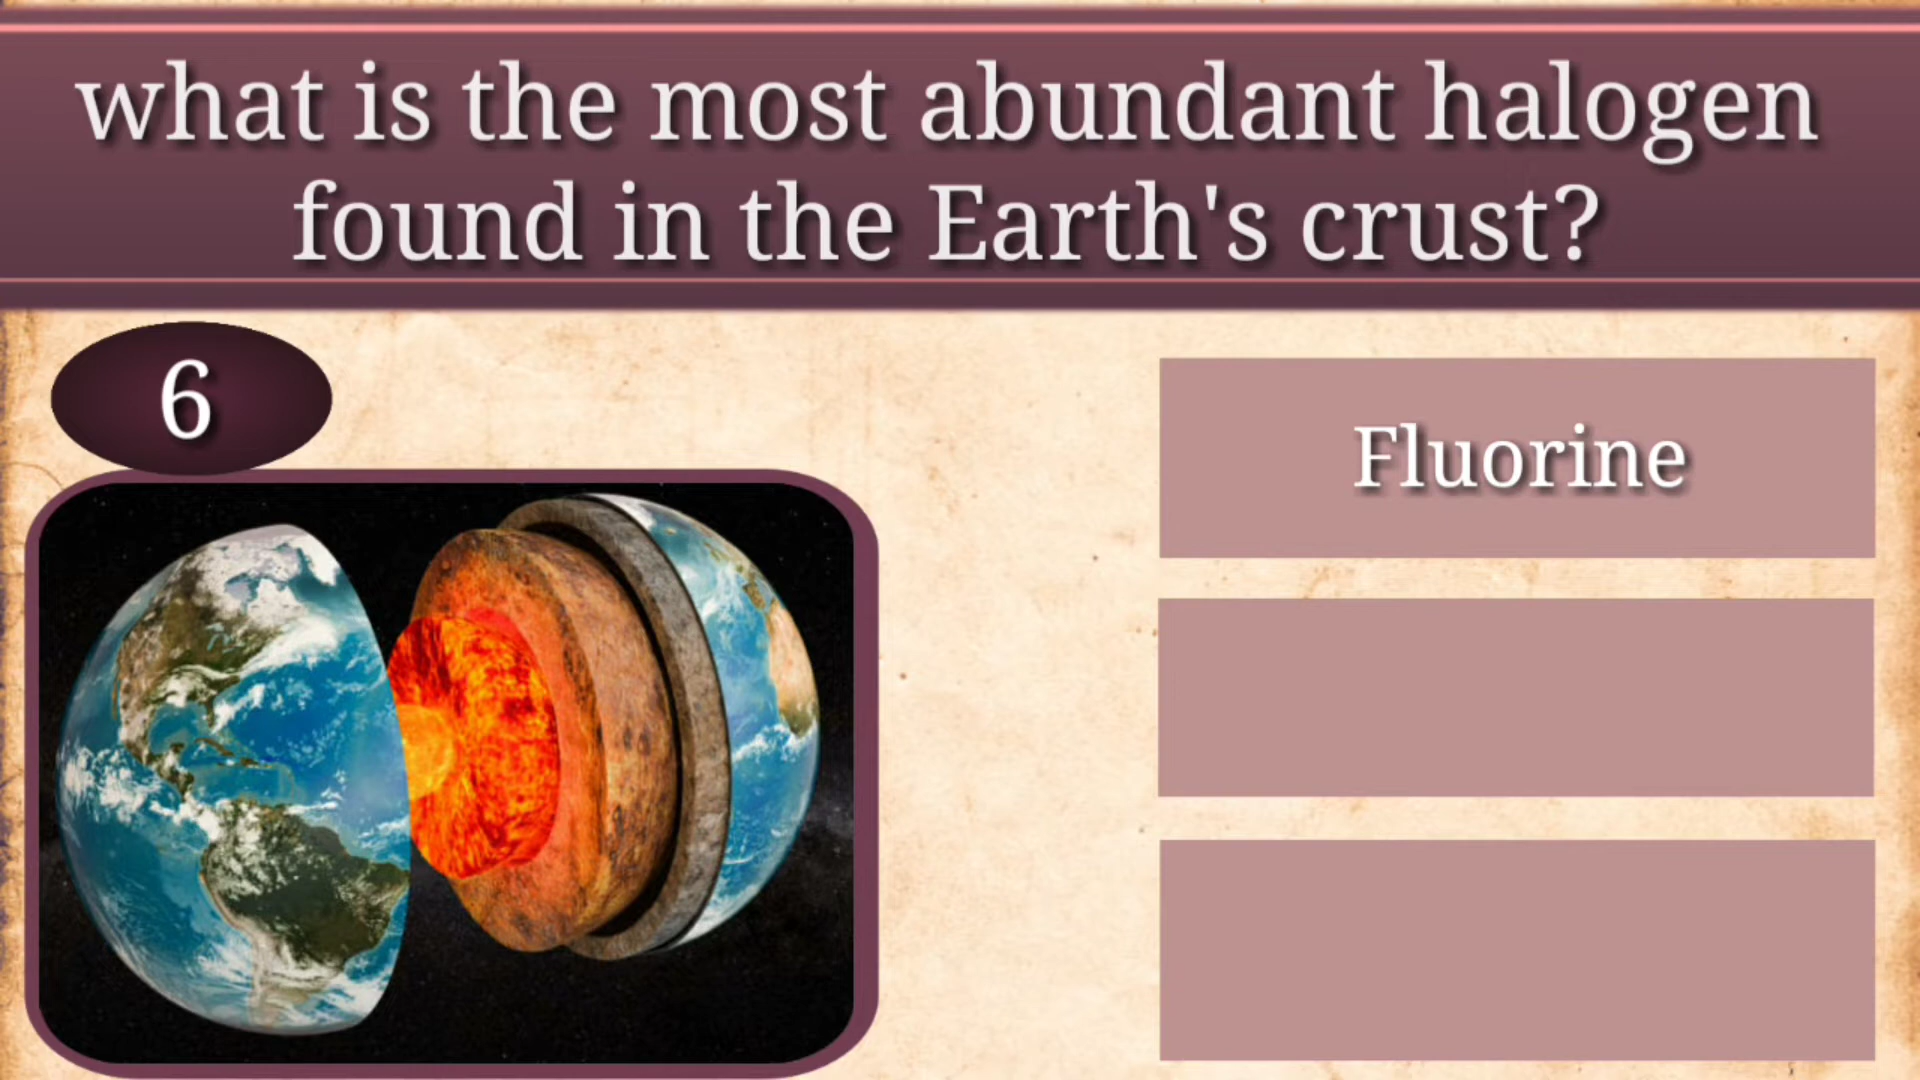 what is the most abundant halogen
found in the Earth's crust?
6
Fluorine